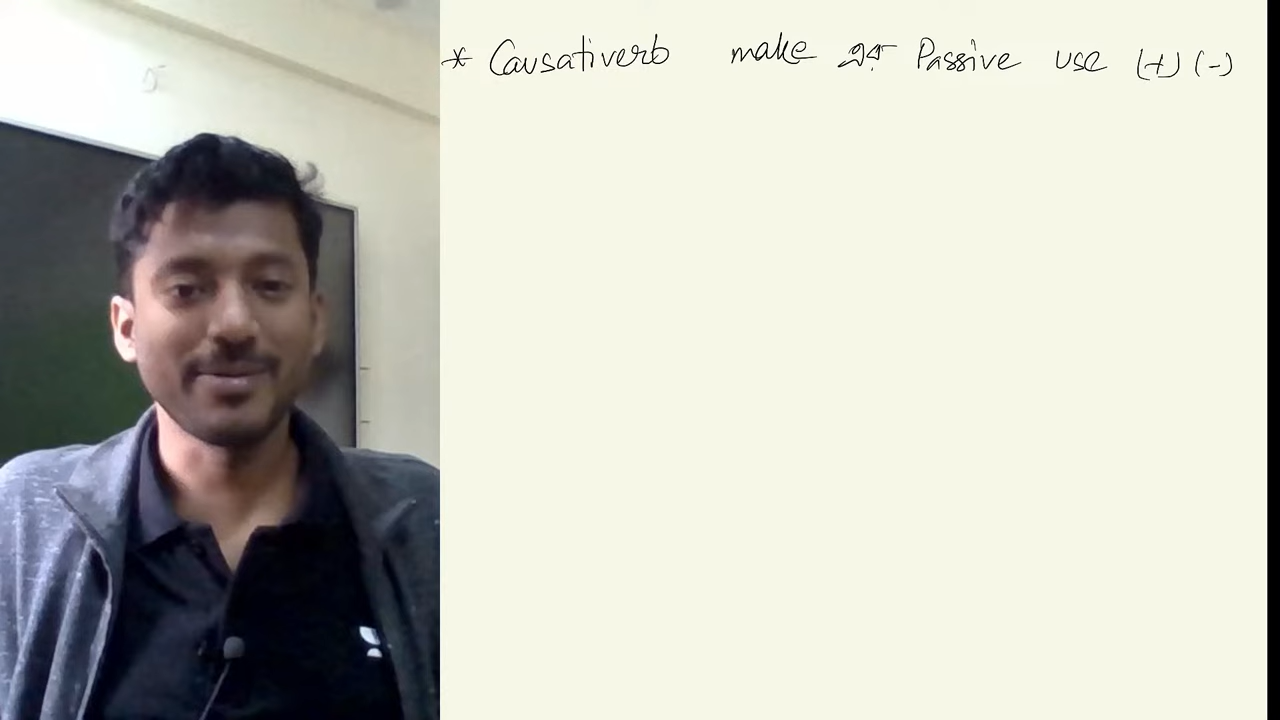 * Causativerb make এর Passive use (+) (-)